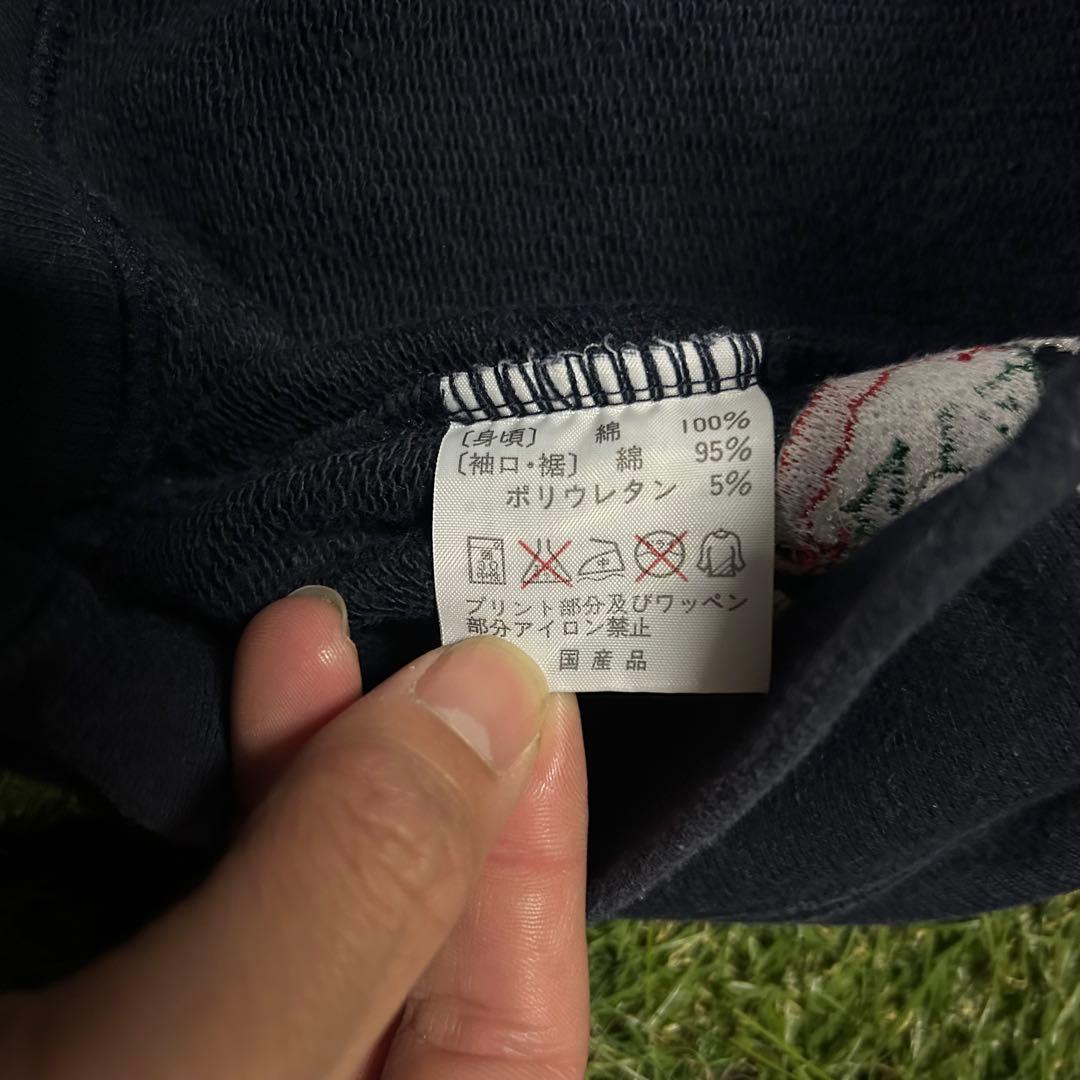 〔身頃〕 綿 100%
〔袖口・裾〕 綿 95%
ポリウレタン 5%
プリント部分及びワッペン
部分アイロン禁止
国産品